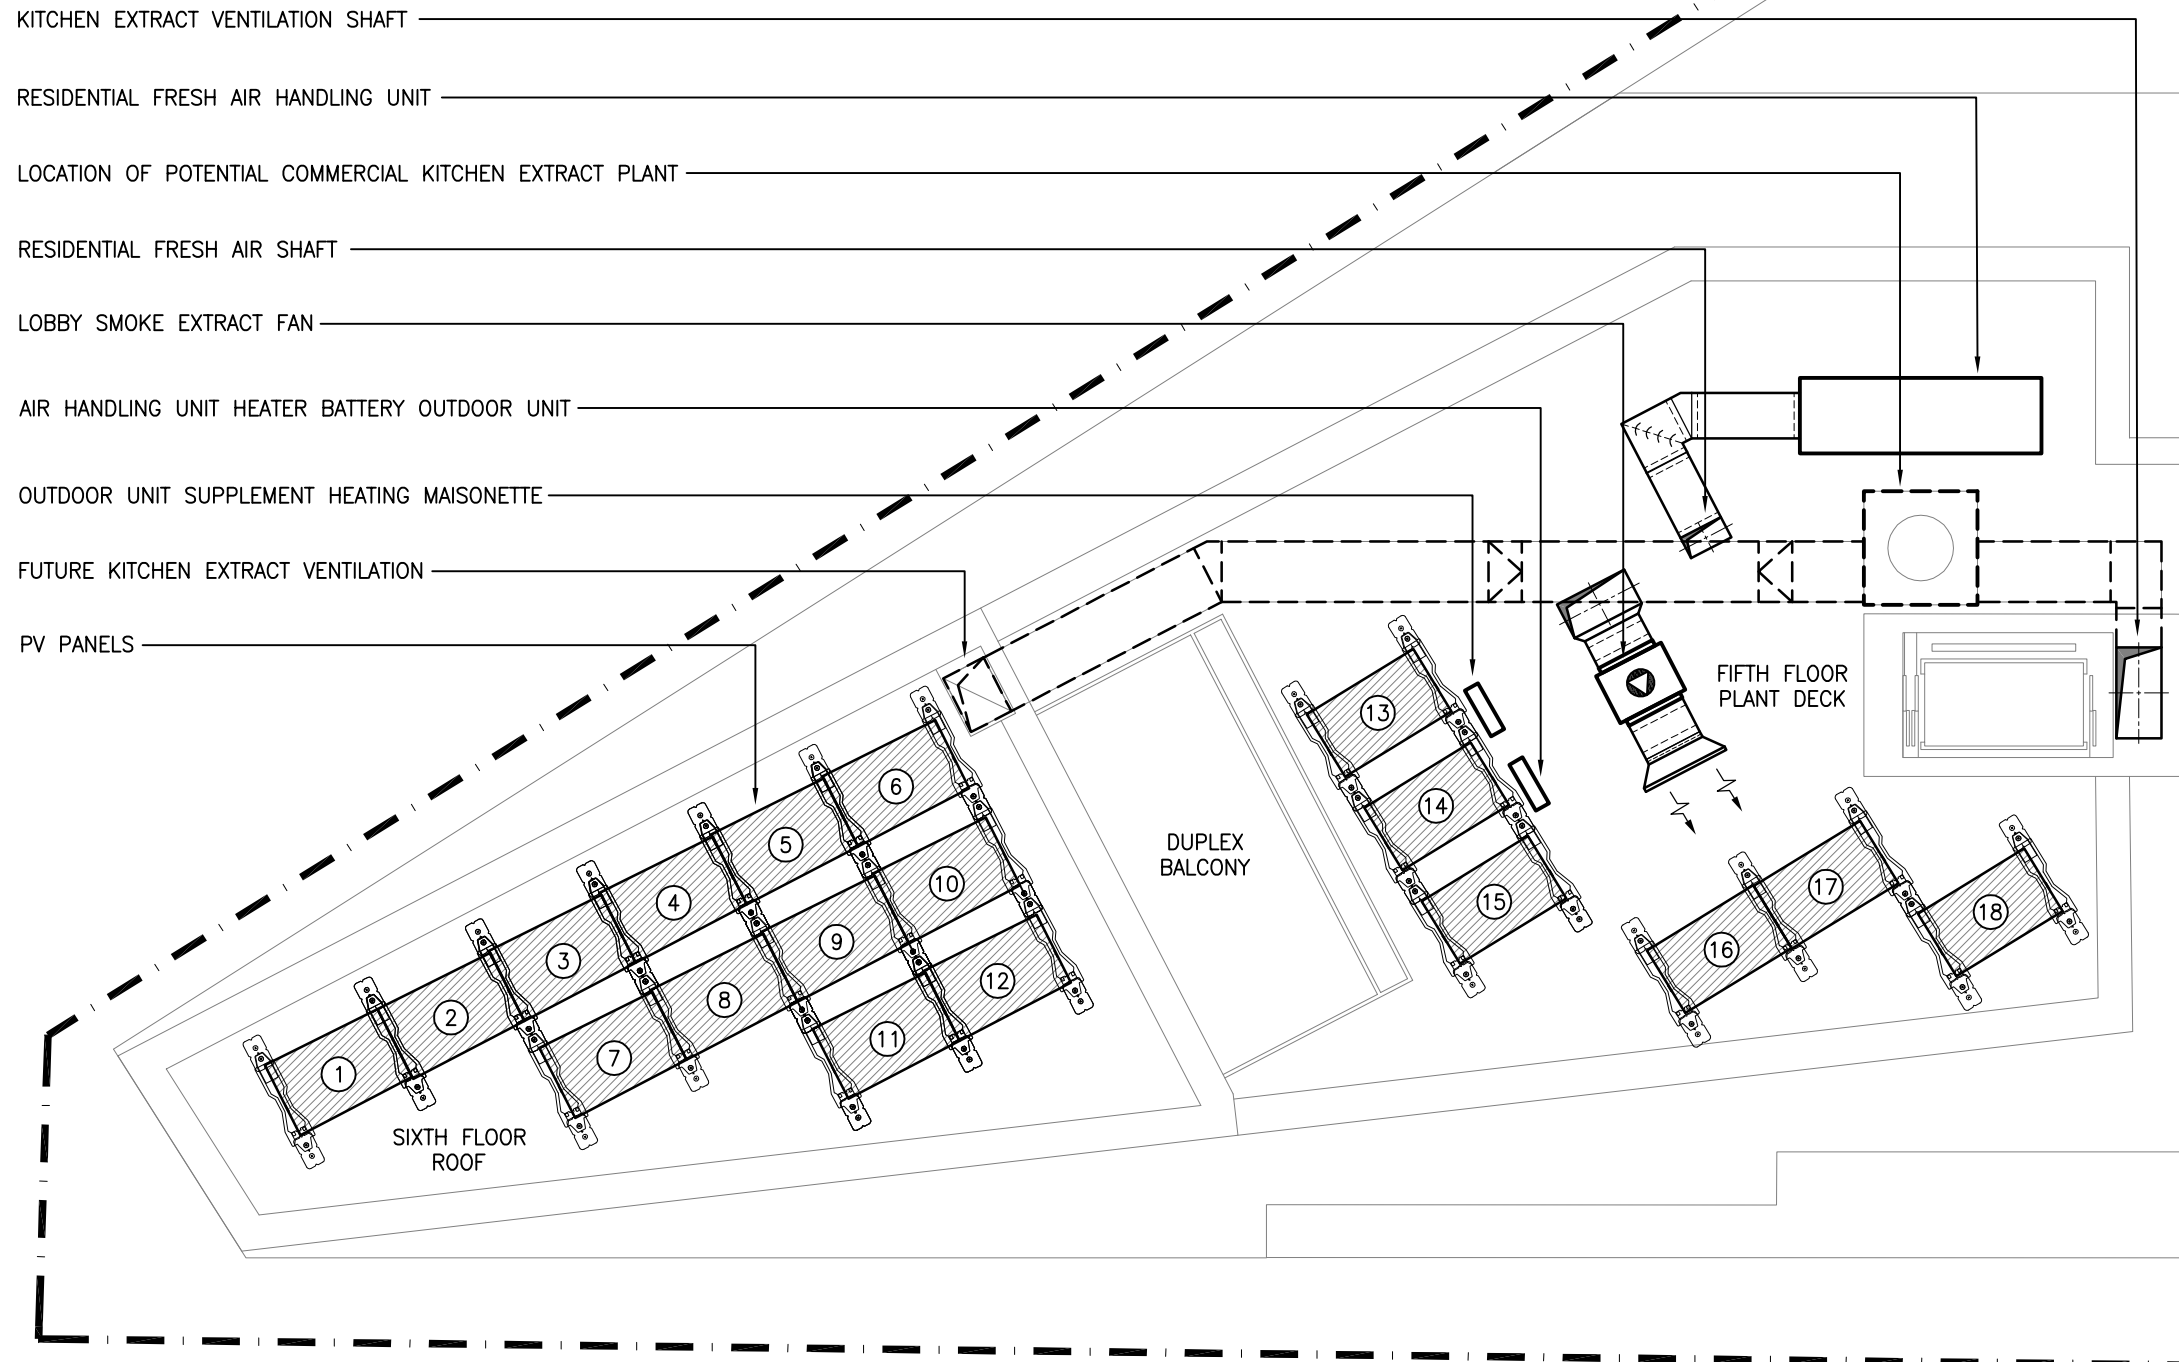 KITCHEN EXTRACT VENTILATION SHAFT
RESIDENTIAL FRESH AIR HANDLING UNIT
LOCATION OF POTENTIAL COMMERCIAL KITCHEN EXTRACT PLANT
RESIDENTIAL FRESH AIR SHAFT
LOBBY SMOKE EXTRACT FAN
AIR HANDLING UNIT HEATER BATTERY OUTDOOR UNIT
OUTDOOR UNIT SUPPLEMENT HEATING MAISONETTE
FUTURE KITCHEN EXTRACT VENTILATION
PV PANELS
FIFTH FLOOR
PLANT DECK
DUPLEX
BALCONY
SIXTH FLOOR
ROOF
1
2
3
4
5
6
7
8
9
10
11
12
13
14
15
16
17
18